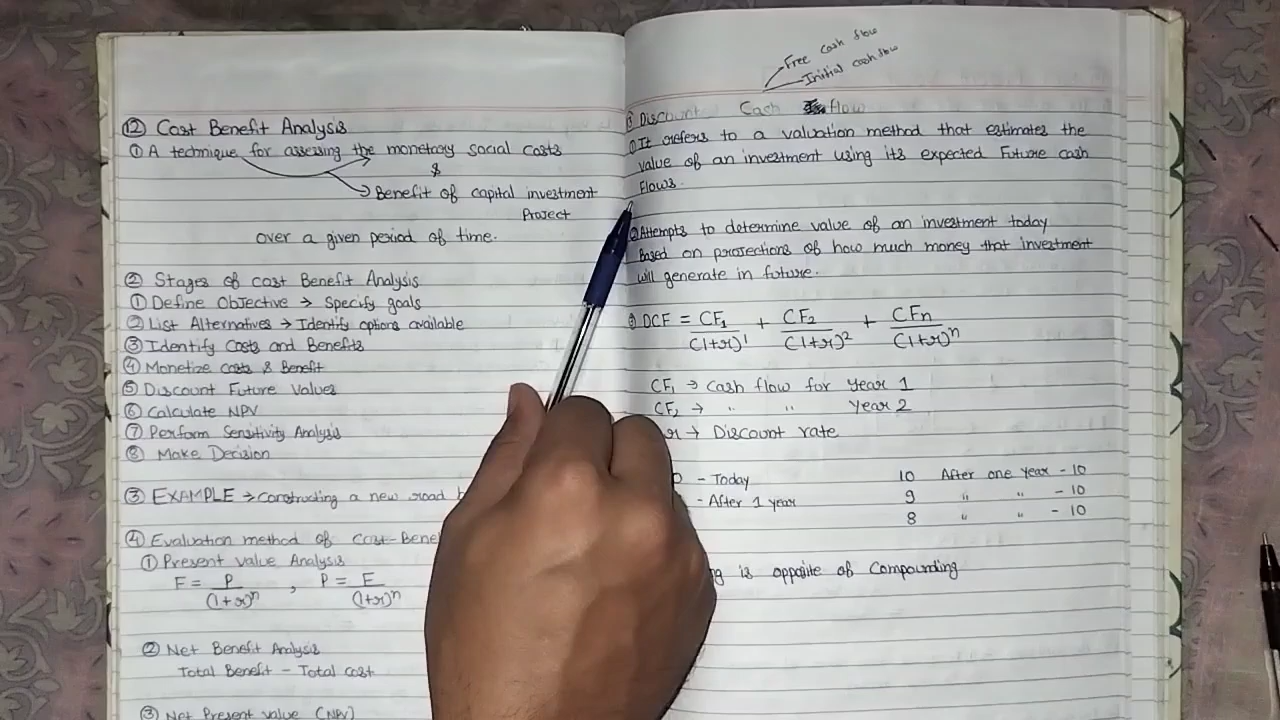 ⑫ Cost Benefit Analysis
① A technique for assessing the monetary social costs
&
→ Benefit of capital investment
Project
over a given period of time.
② Stages of cost Benefit Analysis
① Define Objective → Specify goals
② List Alternatives → Identify options available
③ Identify Costs and Benefits
④ Monetize costs & Benefit
⑤ Discount Future Values
⑥ Calculate NPV
⑦ Perform Sensitivity Analysis
⑧ Make Decision
③ EXAMPLE → Constructing a new road
④ Evaluation method of Cost-Bene
① Present value Analysis
F = P/(1+r)^n , P = F/(1+r)^n
② Net Benefit Analysis
Total Benefit - Total cost
③ Net Present value (NPV)
Free cash flow
Initial cash flow
Discount Cash flow
① It refers to a valuation method that estimates the
value of an investment using its expected Future cash
Flows.
② Attempts to determine value of an investment today
Based on projections of how much money that investment
will generate in future.
③ DCF = CF₁/(1+r)^1 + CF₂/(1+r)^2 + CFn/(1+r)^n
CF₁ → Cash flow for Year 1
CF₂ → " " Year 2
r → Discount rate
- Today 10 After one year - 10
- After 1 year 9 " " - 10
8 " " - 10
g is opposite of Compounding